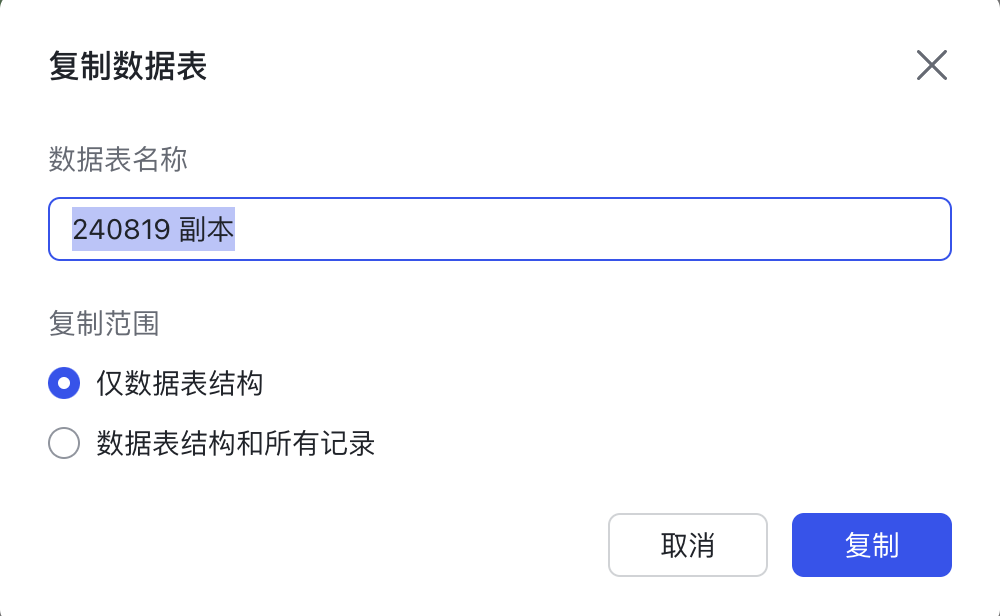 复制数据表
数据表名称
240819 副本
复制范围
仅数据表结构
数据表结构和所有记录
取消
复制